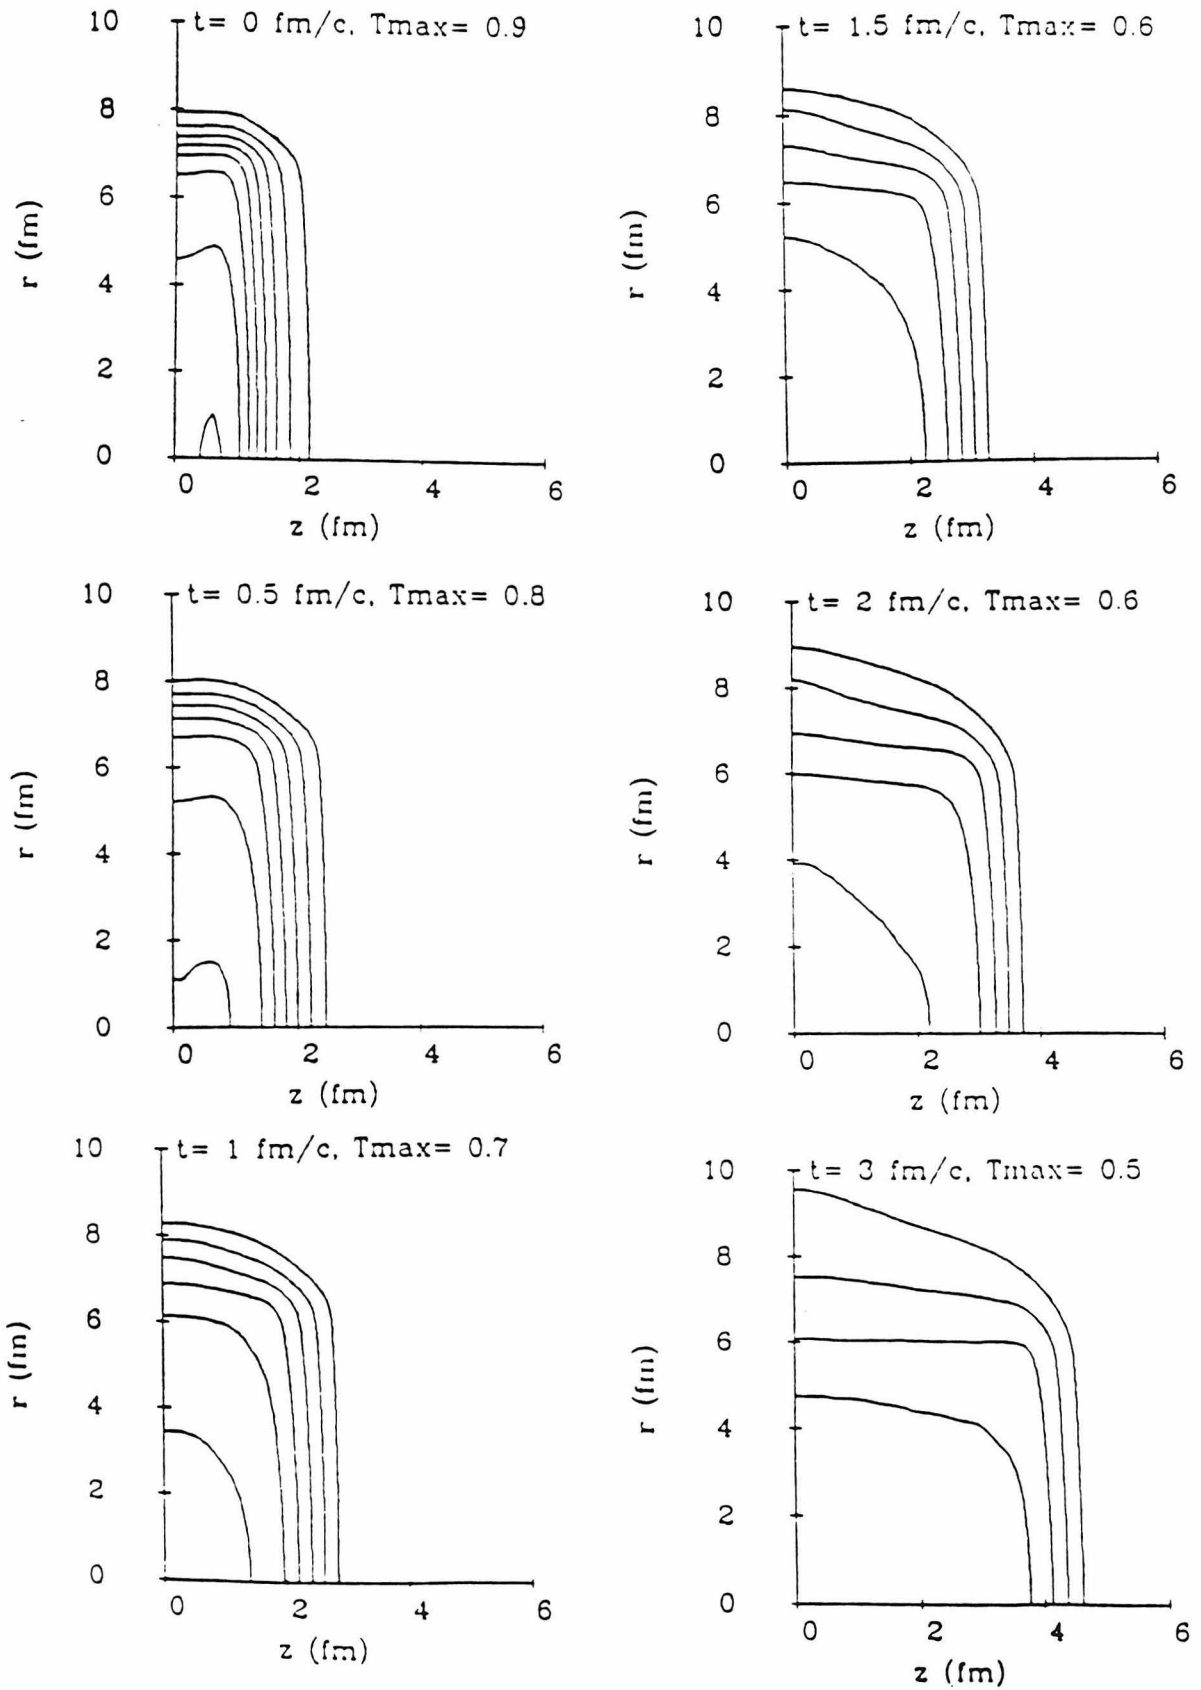 10 t= 0 fm/c, Tmax= 0.9
8
6
r (fm)
4
2
0
0 2 4 6
z (fm)
10 t= 1.5 fm/c, Tmax= 0.6
8
6
r (fm)
4
2
0
0 2 4 6
z (fm)
10 t= 0.5 fm/c, Tmax= 0.8
8
6
r (fm)
4
2
0
0 2 4 6
z (fm)
10 t= 2 fm/c, Tmax= 0.6
8
6
r (fm)
4
2
0
0 2 4 6
z (fm)
10 t= 1 fm/c, Tmax= 0.7
8
6
r (fm)
4
2
0
0 2 4 6
z (fm)
10 t= 3 fm/c, Tmax= 0.5
8
6
r (fm)
4
2
0
0 2 4 6
z (fm)